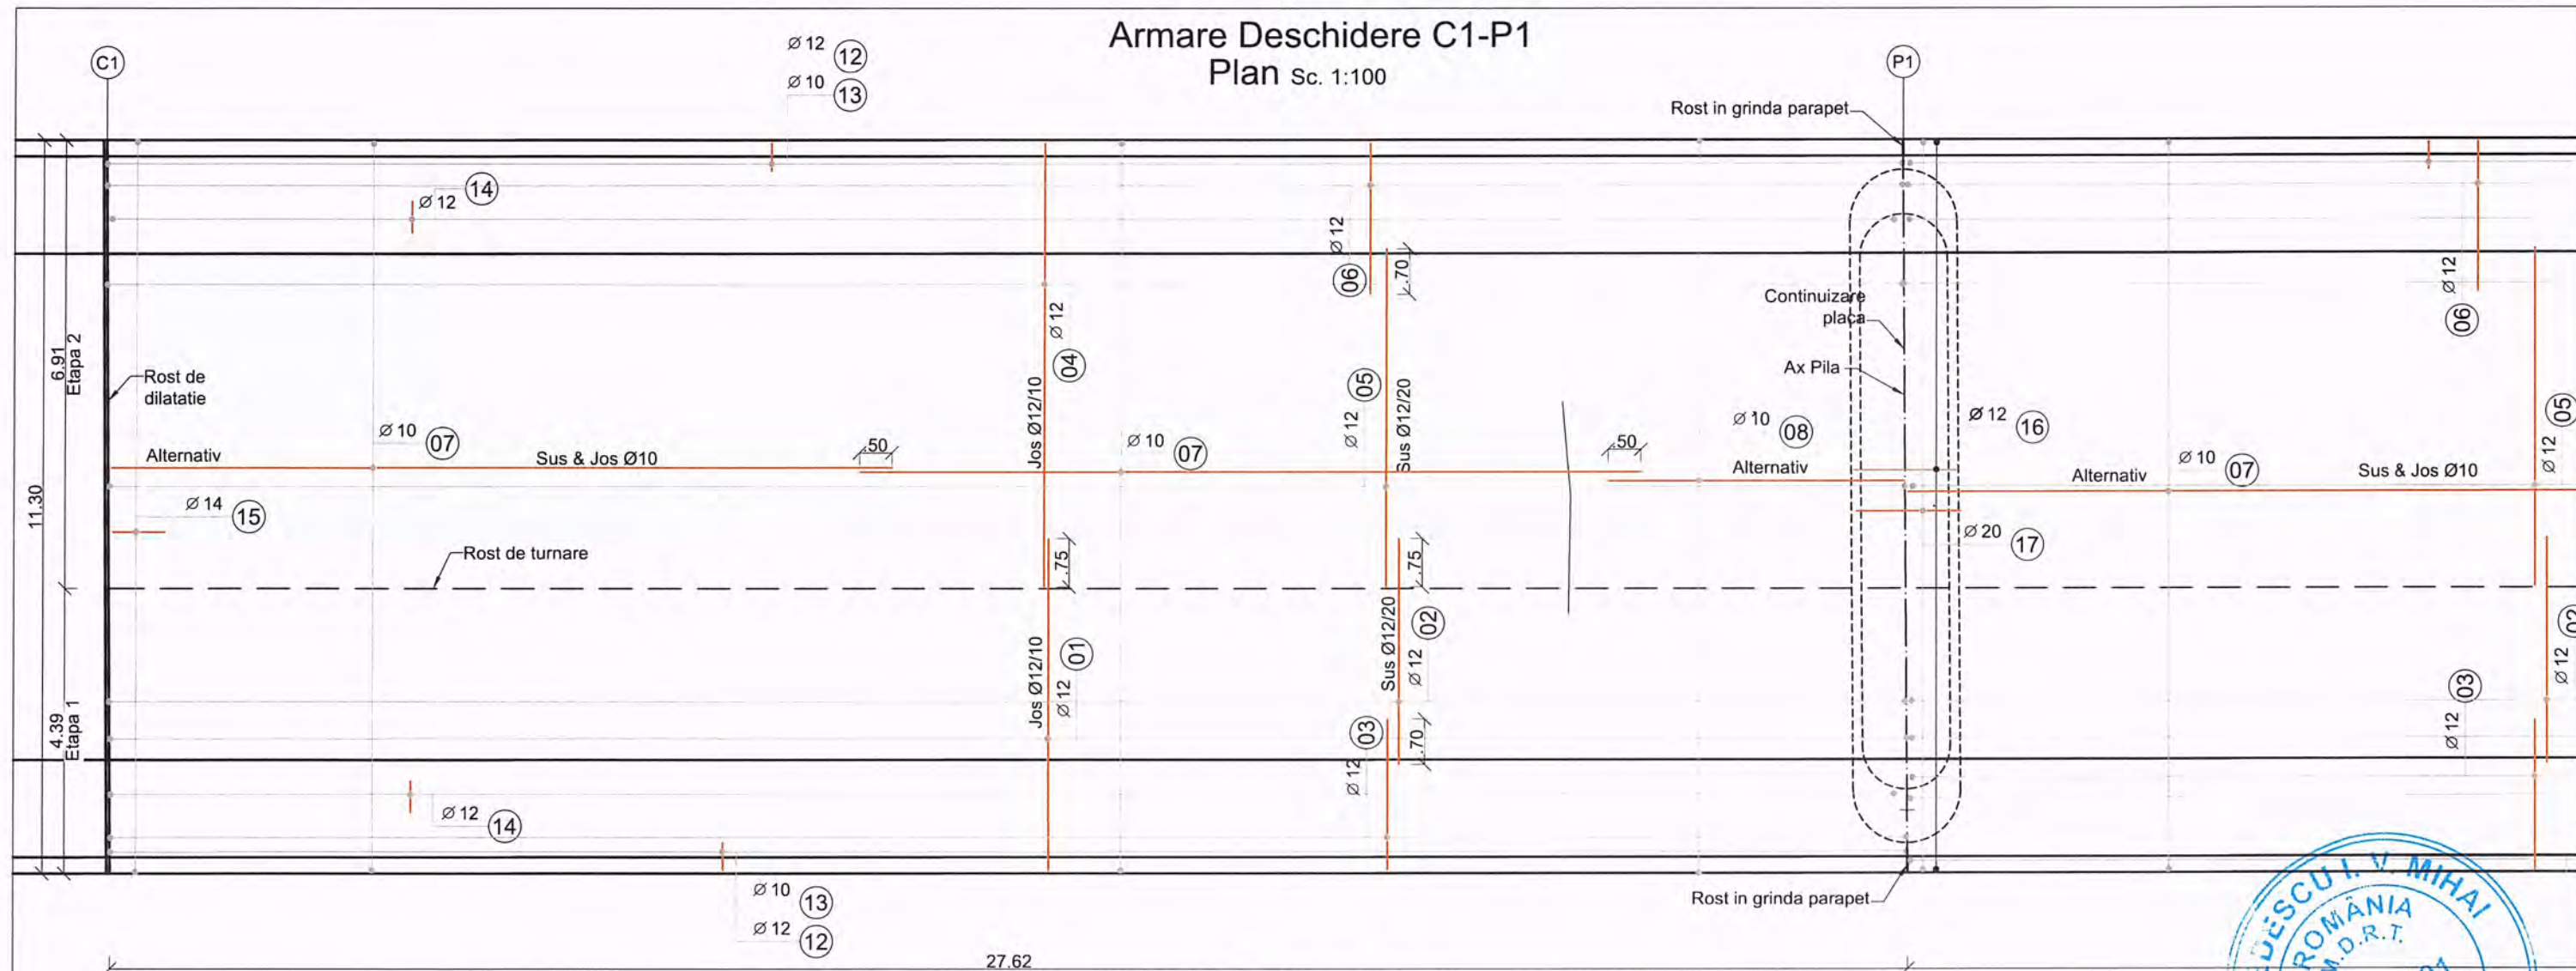 Armare Deschidere C1-P1
Plan Sc. 1:100
C1
Ø 12 12
Ø 10 13
P1
Rost in grinda parapet
14
Ø 12
Ø 12
06
.70
Continuizare
placa
Ax Pila
Ø 12
06
11.30
6.91
Etapa 2
Rost de
dilatatie
Jos Ø12/10
Ø 12
04
Ø 12
05
Sus Ø12/20
Ø 12
05
Alternativ
Ø 10 07
Sus & Jos Ø10
.50
Ø 10 07
.50
Ø 10 08
Alternativ
Ø 12 16
Alternativ
Ø 10 07
Sus & Jos Ø10
Ø 14 15
Ø 20 17
Rost de turnare
.75
.75
4.39
Etapa 1
Jos Ø12/10
Ø 12
01
Sus Ø12/20
Ø 12
02
Ø 12
02
Ø 12
03
.70
Ø 12
03
Ø 12 14
Ø 10 13
Ø 12 12
Rost in grinda parapet
27.62
I. V. MIHAI
ROMÂNIA
M.D.R.T.